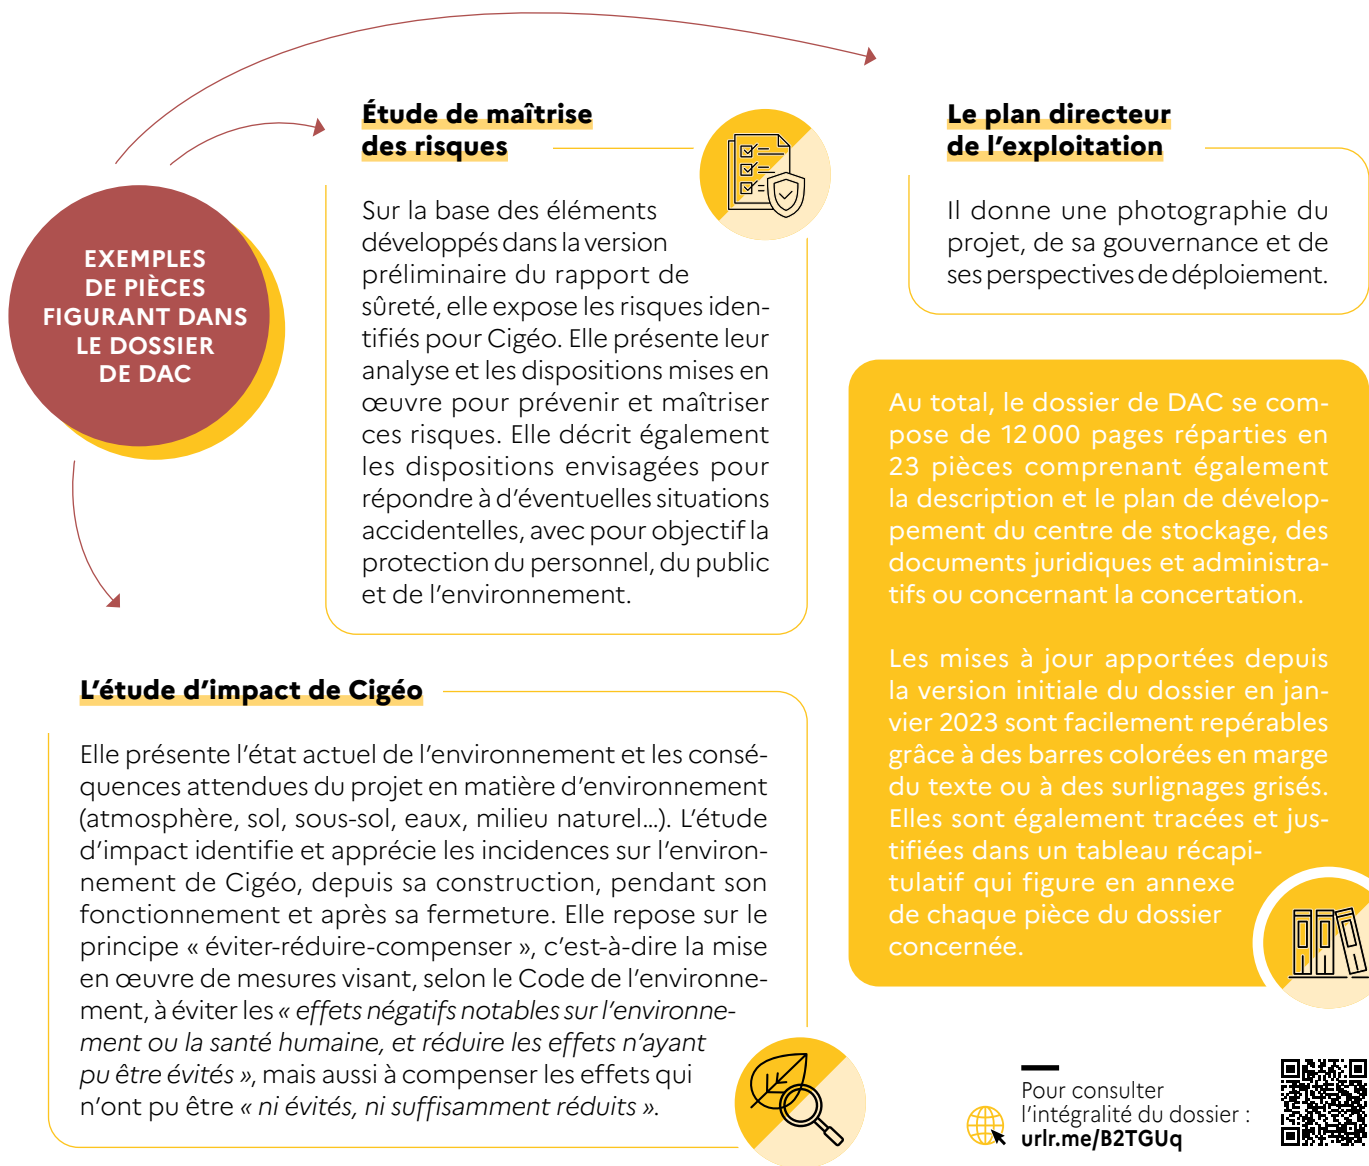 EXEMPLES
DE PIÈCES
FIGURANT DANS
LE DOSSIER
DE DAC
Étude de maîtrise
des risques
Sur la base des éléments
développés dans la version
préliminaire du rapport de
sûreté, elle expose les risques iden-
tifiés pour Cigéo. Elle présente leur
analyse et les dispositions mises en
œuvre pour prévenir et maîtriser
ces risques. Elle décrit également
les dispositions envisagées pour
répondre à d’éventuelles situations
accidentelles, avec pour objectif la
protection du personnel, du public
et de l’environnement.
Le plan directeur
de l’exploitation
Il donne une photographie du
projet, de sa gouvernance et de
ses perspectives de déploiement.
L’étude d’impact de Cigéo
Elle présente l’état actuel de l’environnement et les consé-
quences attendues du projet en matière d’environnement
(atmosphère, sol, sous-sol, eaux, milieu naturel…). L’étude
d’impact identifie et apprécie les incidences sur l’environ-
nement de Cigéo, depuis sa construction, pendant son
fonctionnement et après sa fermeture. Elle repose sur le
principe « éviter-réduire-compenser », c’est-à-dire la mise
en œuvre de mesures visant, selon le Code de l’environne-
ment, à éviter les « effets négatifs notables sur l’environne-
ment ou la santé humaine, et réduire les effets n’ayant
pu être évités », mais aussi à compenser les effets qui
n’ont pu être « ni évités, ni suffisamment réduits ».
Au total, le dossier de DAC se com-
pose de 12 000 pages réparties en
23 pièces comprenant également
la description et le plan de dévelop-
pement du centre de stockage, des
documents juridiques et administra-
tifs ou concernant la concertation.
Les mises à jour apportées depuis
la version initiale du dossier en jan-
vier 2023 sont facilement repérables
grâce à des barres colorées en marge
du texte ou à des surlignages grisés.
Elles sont également tracées et jus-
tifiées dans un tableau récapi-
tulatif qui figure en annexe
de chaque pièce du dossier
concernée.
Pour consulter
l’intégralité du dossier :
urlr.me/B2TGUq